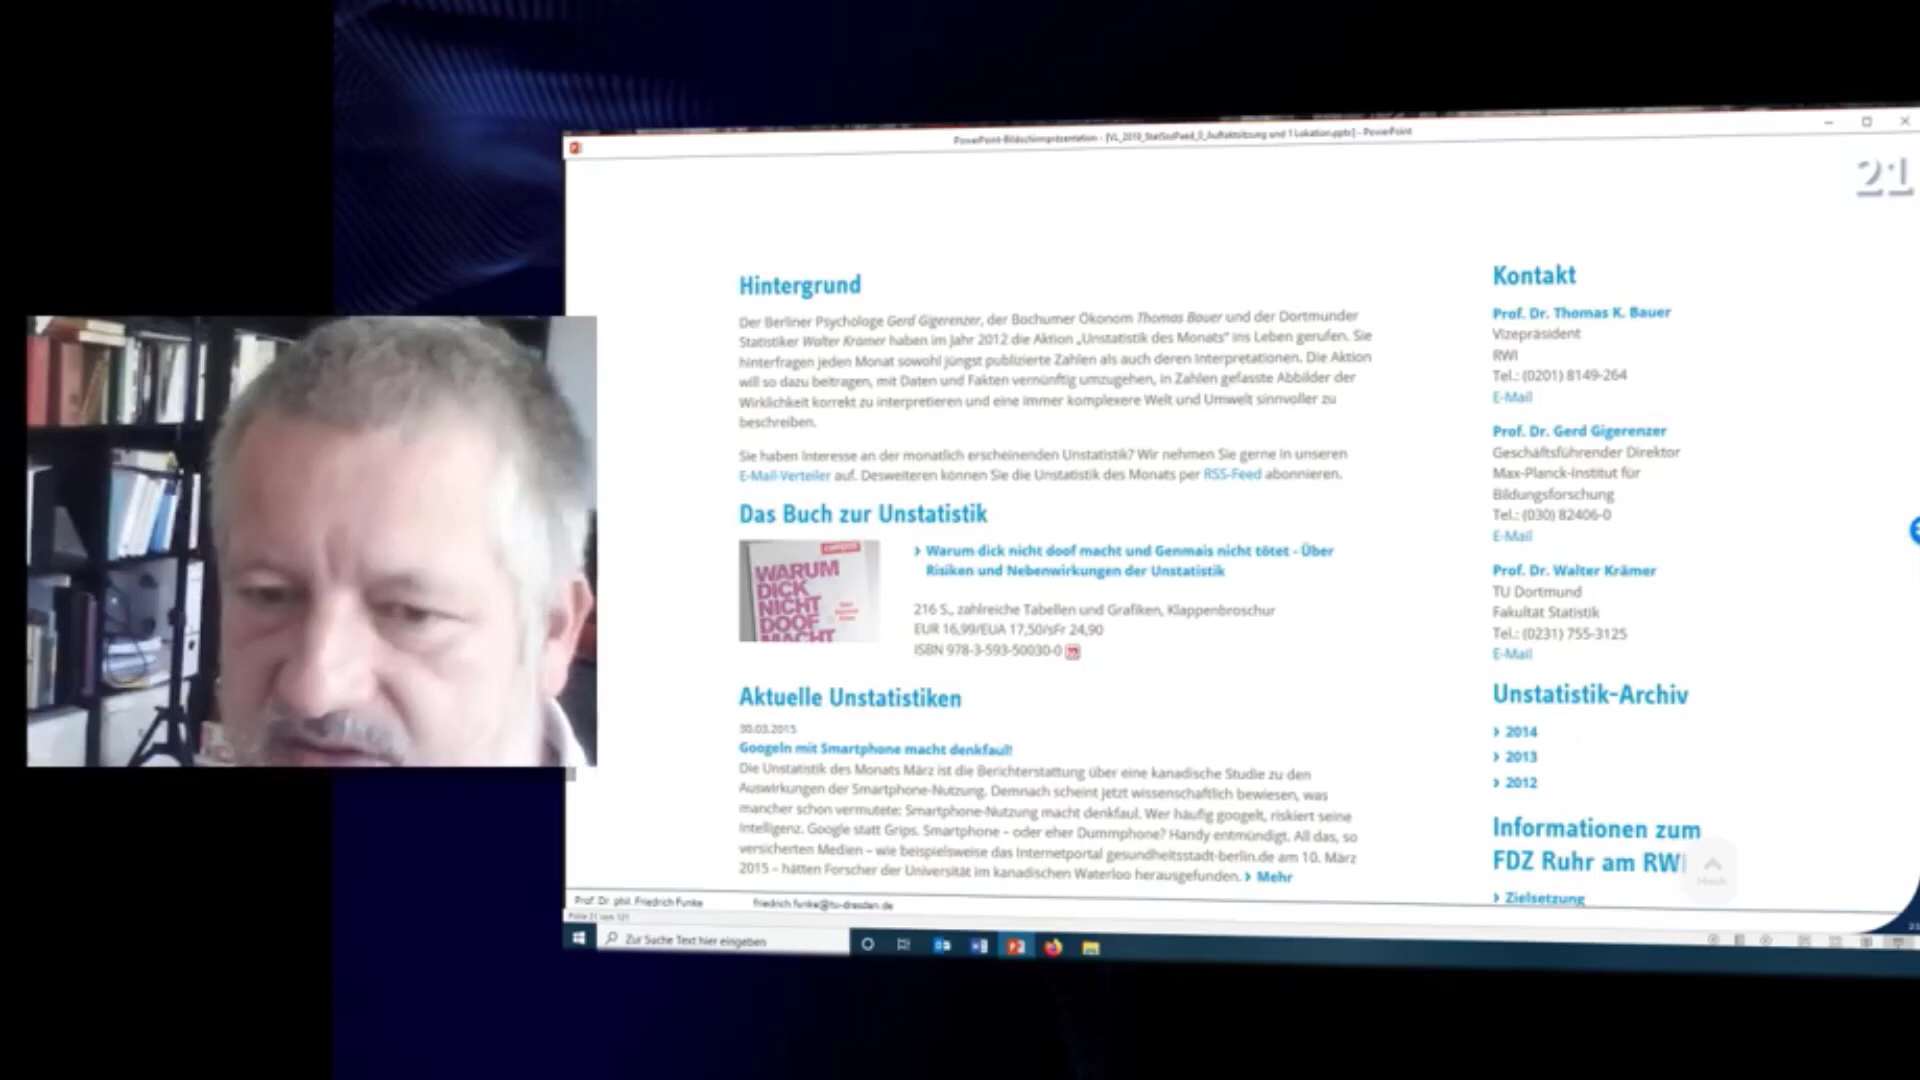 PowerPoint-Bildschirmpräsentation - [VL_2019_StatSozPaed_0_Auftaktsitzung und 1 Lokation.pptx] - PowerPoint
21
Hintergrund
Der Berliner Psychologe Gerd Gigerenzer, der Bochumer Ökonom Thomas Bauer und der Dortmunder
Statistiker Walter Krämer haben im Jahr 2012 die Aktion „Unstatistik des Monats" ins Leben gerufen. Sie
hinterfragen jeden Monat sowohl jüngst publizierte Zahlen als auch deren Interpretationen. Die Aktion
will so dazu beitragen, mit Daten und Fakten vernünftig umzugehen, in Zahlen gefasste Abbilder der
Wirklichkeit korrekt zu interpretieren und eine immer komplexere Welt und Umwelt sinnvoller zu
beschreiben.
Sie haben Interesse an der monatlich erscheinenden Unstatistik? Wir nehmen Sie gerne in unseren
E-Mail-Verteiler auf. Desweiteren können Sie die Unstatistik des Monats per RSS-Feed abonnieren.
Das Buch zur Unstatistik
WARUM
DICK
NICHT
DOOF
MACHT
Warum dick nicht doof macht und Genmais nicht tötet - Über
Risiken und Nebenwirkungen der Unstatistik
216 S., zahlreiche Tabellen und Grafiken, Klappenbroschur
EUR 16,99/EUA 17,50/sFr 24,90
ISBN 978-3-593-50030-0
Aktuelle Unstatistiken
30.03.2015
Googeln mit Smartphone macht denkfaul!
Die Unstatistik des Monats März ist die Berichterstattung über eine kanadische Studie zu den
Auswirkungen der Smartphone-Nutzung. Demnach scheint jetzt wissenschaftlich bewiesen, was
mancher schon vermutete: Smartphone-Nutzung macht denkfaul. Wer häufig googelt, riskiert seine
Intelligenz. Google statt Grips. Smartphone – oder eher Dummphone? Handy entmündigt. All das, so
versicherten Medien – wie beispielsweise das Internetportal gesundheitsstadt-berlin.de am 10. März
2015 – hätten Forscher der Universität im kanadischen Waterloo herausgefunden. Mehr
Kontakt
Prof. Dr. Thomas K. Bauer
Vizepräsident
RWI
Tel.: (0201) 8149-264
E-Mail
Prof. Dr. Gerd Gigerenzer
Geschäftsführender Direktor
Max-Planck-Institut für
Bildungsforschung
Tel.: (030) 82406-0
E-Mail
Prof. Dr. Walter Krämer
TU Dortmund
Fakultät Statistik
Tel.: (0231) 755-3125
E-Mail
Unstatistik-Archiv
2014
2013
2012
Informationen zum
FDZ Ruhr am RWI
Zielsetzung
Prof. Dr. phil. Friedrich Funke friedrich.funke@tu-dresden.de
Folie 21 von 121
Zur Suche Text hier eingeben